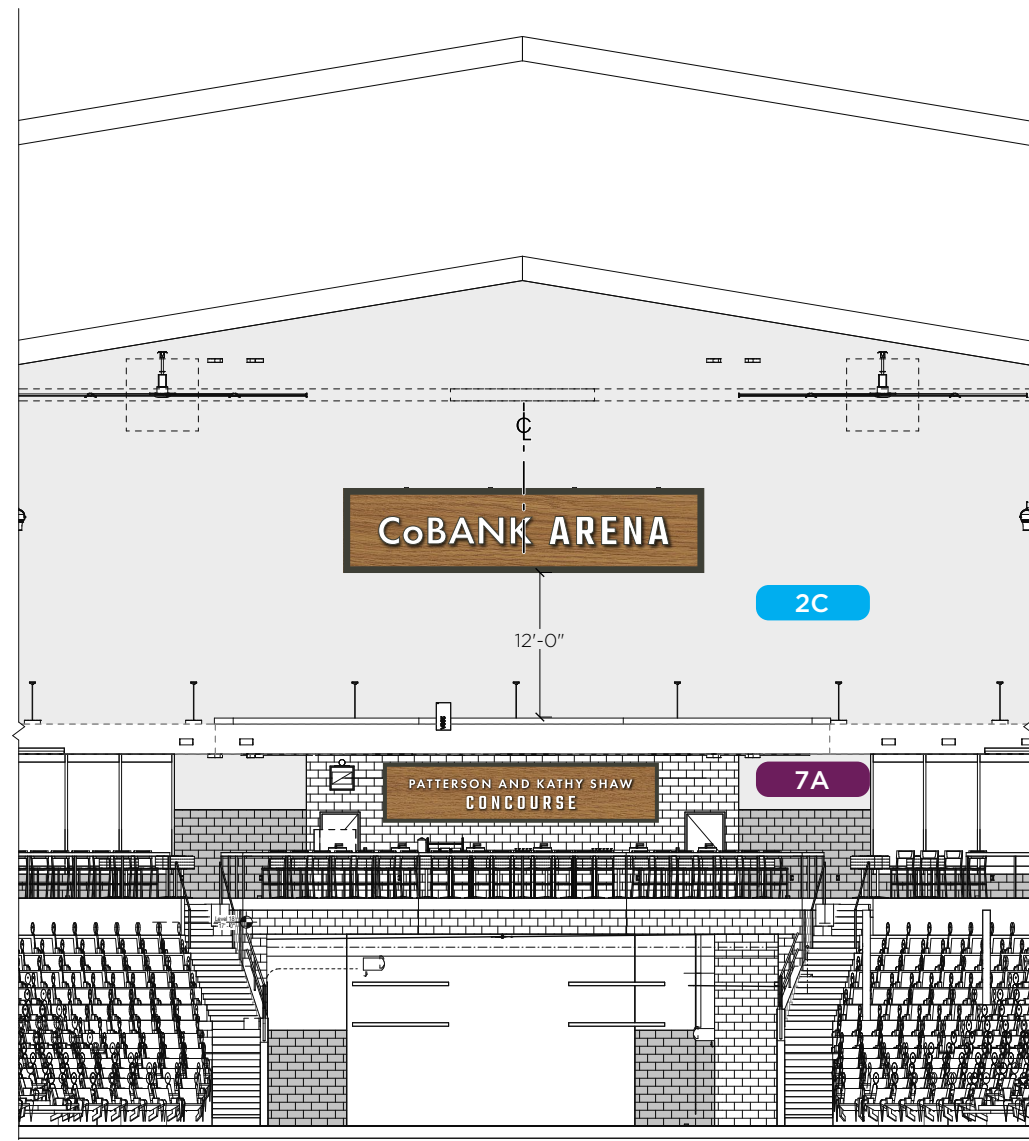 ℄
CoBANK ARENA
2C
12'-0"
7A
PATTERSON AND KATHY SHAW
CONCOURSE